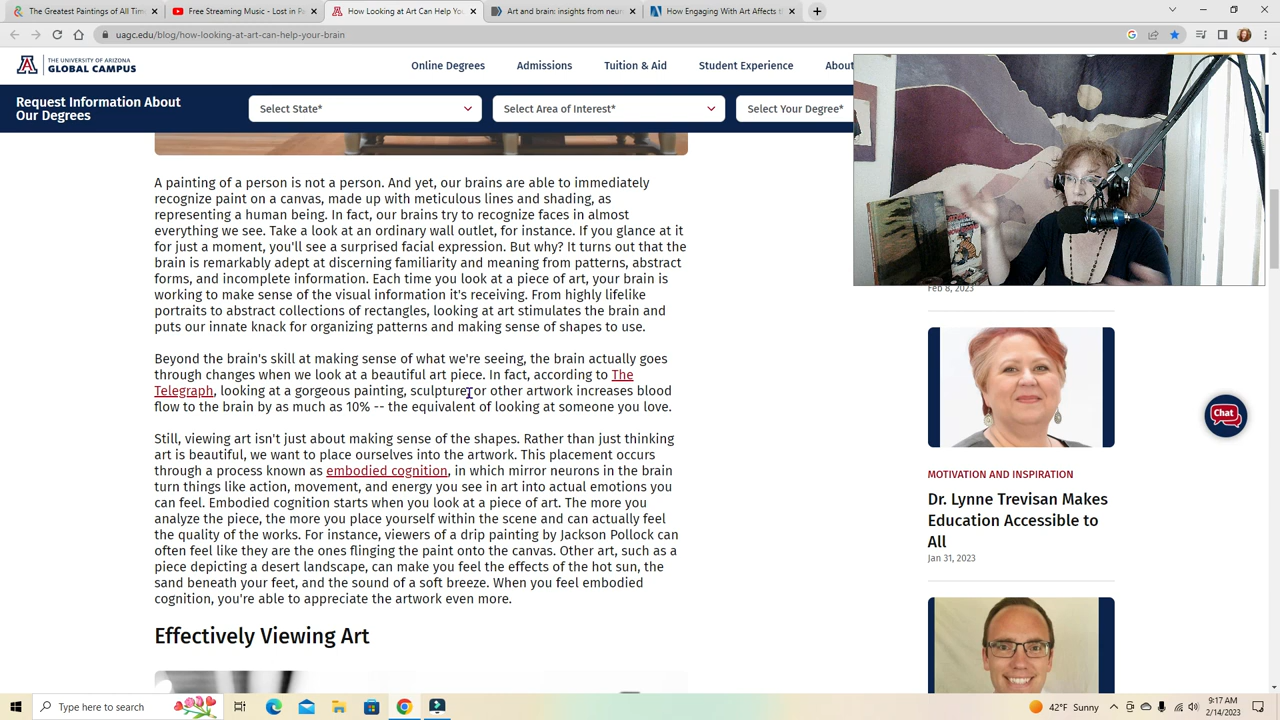 The Greatest Paintings of All Tim
Free Streaming Music - Lost in F
How Looking at Art Can Help You
Art and brain: insights from neur
How Engaging With Art Affects t
uagc.edu/blog/how-looking-at-art-can-help-your-brain
THE UNIVERSITY OF ARIZONA
GLOBAL CAMPUS
Online Degrees
Admissions
Tuition & Aid
Student Experience
About
Request Information About
Our Degrees
Select State*
Select Area of Interest*
Select Your Degree*
A painting of a person is not a person. And yet, our brains are able to immediately
recognize paint on a canvas, made up with meticulous lines and shading, as
representing a human being. In fact, our brains try to recognize faces in almost
everything we see. Take a look at an ordinary wall outlet, for instance. If you glance at it
for just a moment, you'll see a surprised facial expression. But why? It turns out that the
brain is remarkably adept at discerning familiarity and meaning from patterns, abstract
forms, and incomplete information. Each time you look at a piece of art, your brain is
working to make sense of the visual information it's receiving. From highly lifelike
portraits to abstract collections of rectangles, looking at art stimulates the brain and
puts our innate knack for organizing patterns and making sense of shapes to use.
Beyond the brain's skill at making sense of what we're seeing, the brain actually goes
through changes when we look at a beautiful art piece. In fact, according to The
Telegraph, looking at a gorgeous painting, sculpture or other artwork increases blood
flow to the brain by as much as 10% -- the equivalent of looking at someone you love.
Still, viewing art isn't just about making sense of the shapes. Rather than just thinking
art is beautiful, we want to place ourselves into the artwork. This placement occurs
through a process known as embodied cognition, in which mirror neurons in the brain
turn things like action, movement, and energy you see in art into actual emotions you
can feel. Embodied cognition starts when you look at a piece of art. The more you
analyze the piece, the more you place yourself within the scene and can actually feel
the quality of the works. For instance, viewers of a drip painting by Jackson Pollock can
often feel like they are the ones flinging the paint onto the canvas. Other art, such as a
piece depicting a desert landscape, can make you feel the effects of the hot sun, the
sand beneath your feet, and the sound of a soft breeze. When you feel embodied
cognition, you're able to appreciate the artwork even more.
Effectively Viewing Art
Feb 8, 2023
MOTIVATION AND INSPIRATION
Dr. Lynne Trevisan Makes
Education Accessible to
All
Jan 31, 2023
Chat
Type here to search
42°F Sunny
9:17 AM
2/14/2023